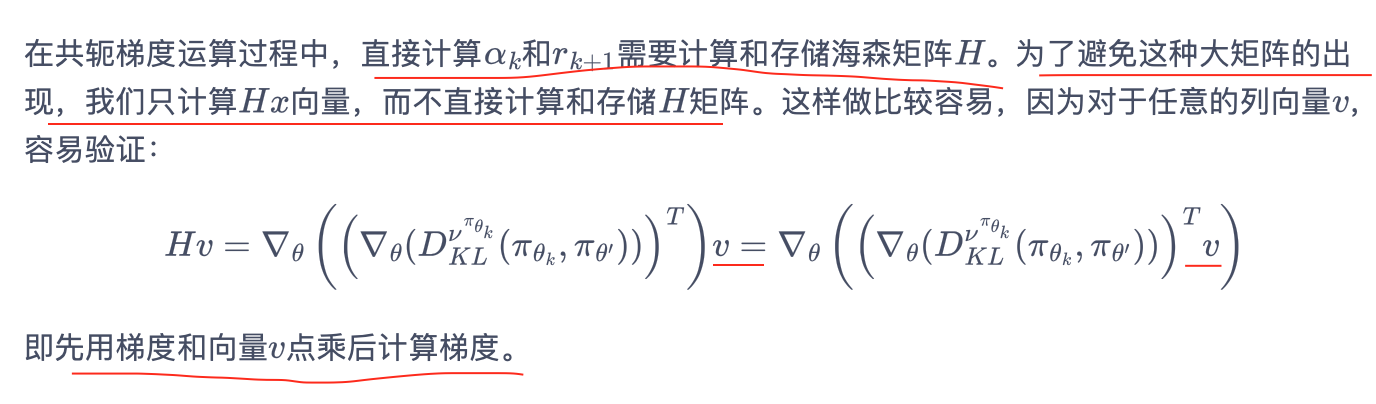 在共轭梯度运算过程中，直接计算$\alpha_k$和$r_{k+1}$需要计算和存储海森矩阵$H$。为了避免这种大矩阵的出
现，我们只计算$Hx$向量，而不直接计算和存储$H$矩阵。这样做比较容易，因为对于任意的列向量$v$，
容易验证：
$$Hv = \nabla_\theta \left( \left( \nabla_\theta (D_{KL}^{\nu^{\pi_{\theta_k}}} (\pi_{\theta_k}, \pi_{\theta'})) \right)^T \right) v = \nabla_\theta \left( \left( \nabla_\theta (D_{KL}^{\nu^{\pi_{\theta_k}}} (\pi_{\theta_k}, \pi_{\theta'})) \right)^T v \right)$$
即先用梯度和向量$v$点乘后计算梯度。